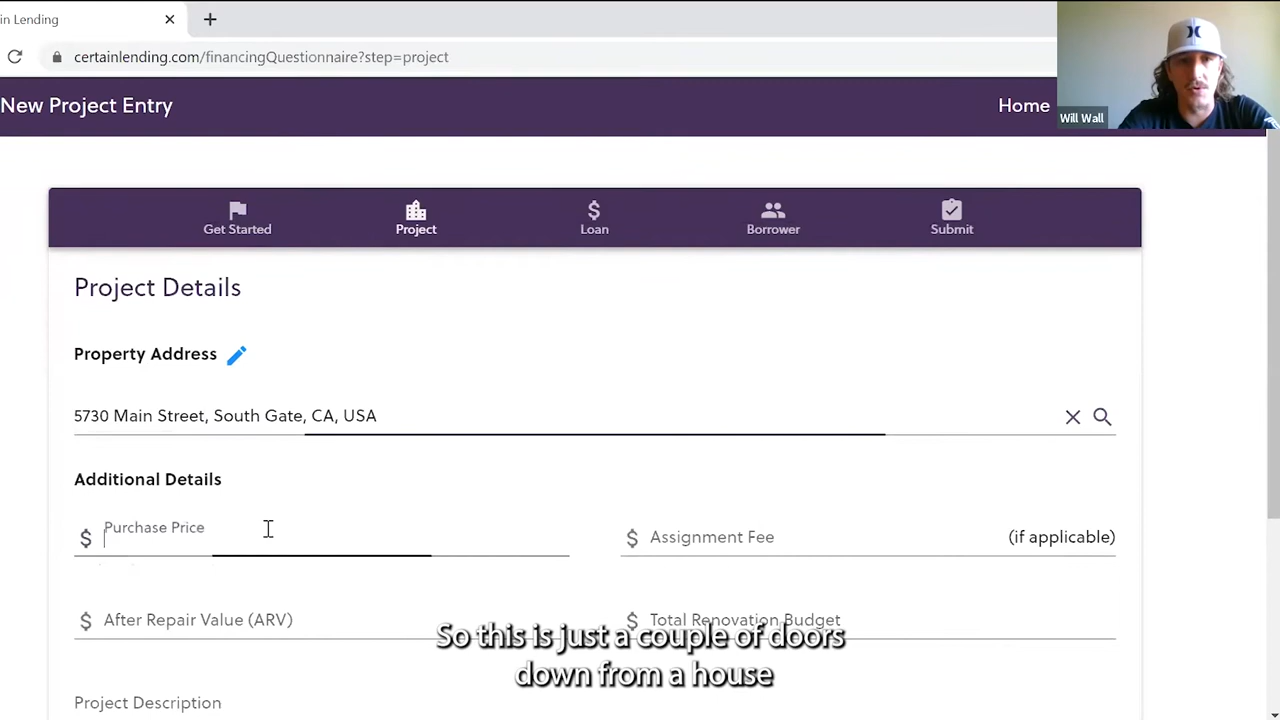 in Lending
certainlending.com/financingQuestionnaire?step=project
New Project Entry
Home
Will Wall
Get Started
Project
Loan
Borrower
Submit
Project Details
Property Address
5730 Main Street, South Gate, CA, USA
Additional Details
$ Purchase Price
$ Assignment Fee (if applicable)
$ After Repair Value (ARV)
$ Total Renovation Budget
So this is just a couple of doors
down from a house
Project Description